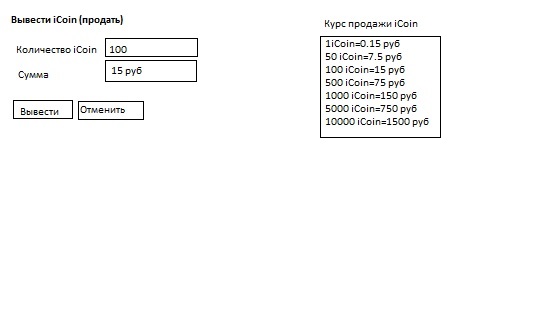 Вывести iCoin (продать)
Количество iCoin 100
Сумма 15 руб
Вывести Отменить
Курс продажи iCoin
1iCoin=0.15 руб
50 iCoin=7.5 руб
100 iCoin=15 руб
500 iCoin=75 руб
1000 iCoin=150 руб
5000 iCoin=750 руб
10000 iCoin=1500 руб